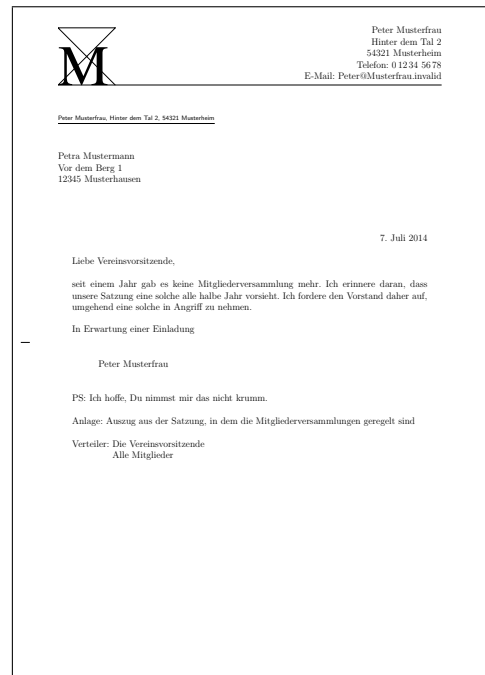 M
Peter Musterfrau
Hinter dem Tal 2
54321 Musterheim
Telefon: 0 12 34 56 78
E-Mail: Peter@Musterfrau.invalid
Peter Musterfrau, Hinter dem Tal 2, 54321 Musterheim
Petra Mustermann
Vor dem Berg 1
12345 Musterhausen
7. Juli 2014
Liebe Vereinsvorsitzende,
seit einem Jahr gab es keine Mitgliederversammlung mehr. Ich erinnere daran, dass
unsere Satzung eine solche alle halbe Jahr vorsieht. Ich fordere den Vorstand daher auf,
umgehend eine solche in Angriff zu nehmen.
In Erwartung einer Einladung
Peter Musterfrau
PS: Ich hoffe, Du nimmst mir das nicht krumm.
Anlage: Auszug aus der Satzung, in dem die Mitgliederversammlungen geregelt sind
Verteiler: Die Vereinsvorsitzende
Alle Mitglieder